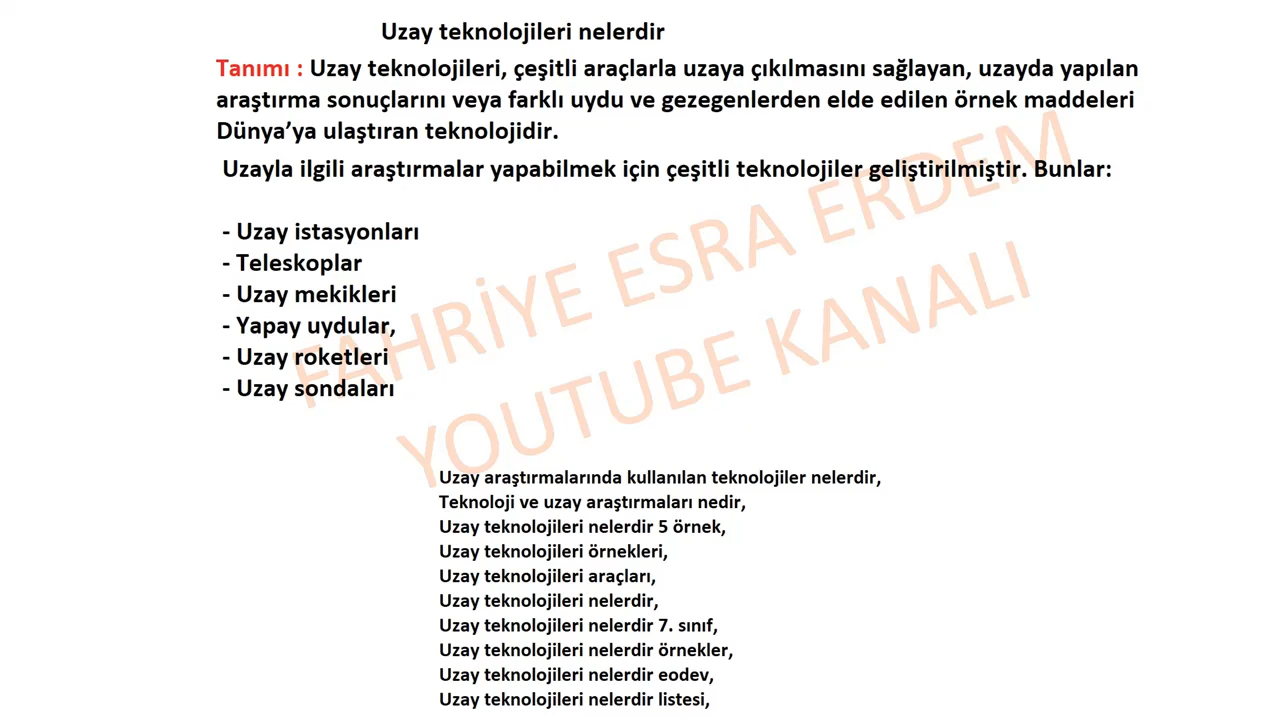 Uzay teknolojileri nelerdir
Tanımı : Uzay teknolojileri, çeşitli araçlarla uzaya çıkılmasını sağlayan, uzayda yapılan
araştırma sonuçlarını veya farklı uydu ve gezegenlerden elde edilen örnek maddeleri
Dünya’ya ulaştıran teknolojidir.
Uzayla ilgili araştırmalar yapabilmek için çeşitli teknolojiler geliştirilmiştir. Bunlar:
- Uzay istasyonları
- Teleskoplar
- Uzay mekikleri
- Yapay uydular,
- Uzay roketleri
- Uzay sondaları
FAHRİYE ESRA ERDEM
YOUTUBE KANALI
Uzay araştırmalarında kullanılan teknolojiler nelerdir,
Teknoloji ve uzay araştırmaları nedir,
Uzay teknolojileri nelerdir 5 örnek,
Uzay teknolojileri örnekleri,
Uzay teknolojileri araçları,
Uzay teknolojileri nelerdir,
Uzay teknolojileri nelerdir 7. sınıf,
Uzay teknolojileri nelerdir örnekler,
Uzay teknolojileri nelerdir eodev,
Uzay teknolojileri nelerdir listesi,